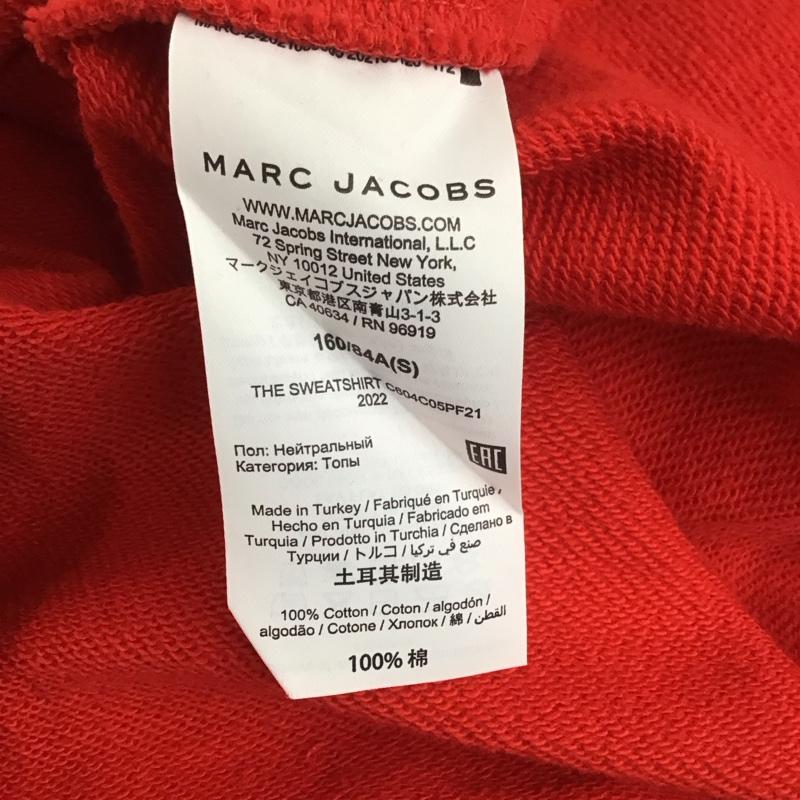 MARC JACOBS
WWW.MARCJACOBS.COM
Marc Jacobs International, L.L.C
72 Spring Street New York,
NY 10012 United States
マークジェイコブスジャパン株式会社
東京都港区南青山3-1-3
CA 40634 / RN 96919
160/84A(S)
THE SWEATSHIRT C604C05PF21
2022
Пол: Нейтральный
Категория: Топы
EAC
Made in Turkey / Fabriqué en Turquie,
Hecho en Turquia / Fabricado em
Turquia / Prodotto in Turchia / Сделано в
Турции / トルコ / صنع في تركيا
土耳其制造
100% Cotton / Coton / algodón /
algodão / Cotone / Хлопок / 綿 / القطن
100% 棉